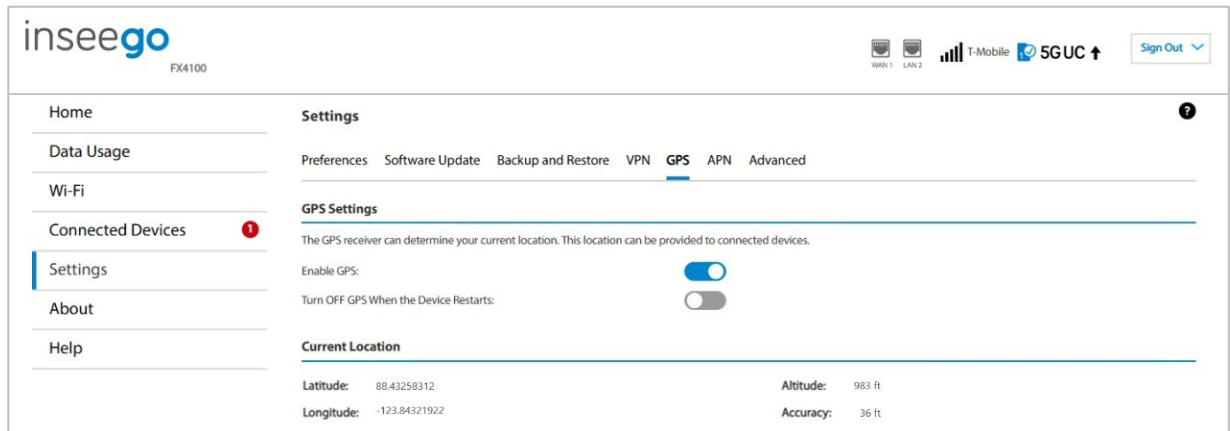 inseego
FX4100
WAN 1 LAN 2 T-Mobile 5G UC Sign Out
Home
Data Usage
Wi-Fi
Connected Devices 1
Settings
About
Help
Settings ?
Preferences Software Update Backup and Restore VPN GPS APN Advanced
GPS Settings
The GPS receiver can determine your current location. This location can be provided to connected devices.
Enable GPS:
Turn OFF GPS When the Device Restarts:
Current Location
Latitude: 88.43258312 Altitude: 983 ft
Longitude: -123.84321922 Accuracy: 36 ft